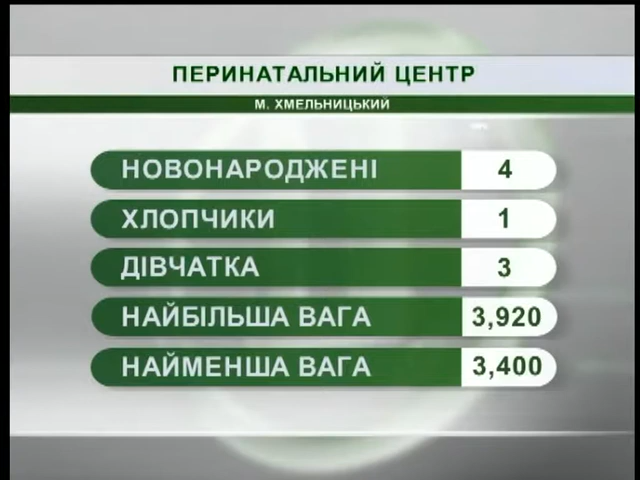 ПЕРИНАТАЛЬНИЙ ЦЕНТР
М. ХМЕЛЬНИЦЬКИЙ
НОВОНАРОДЖЕНІ 4
ХЛОПЧИКИ 1
ДІВЧАТКА 3
НАЙБІЛЬША ВАГА 3,920
НАЙМЕНША ВАГА 3,400